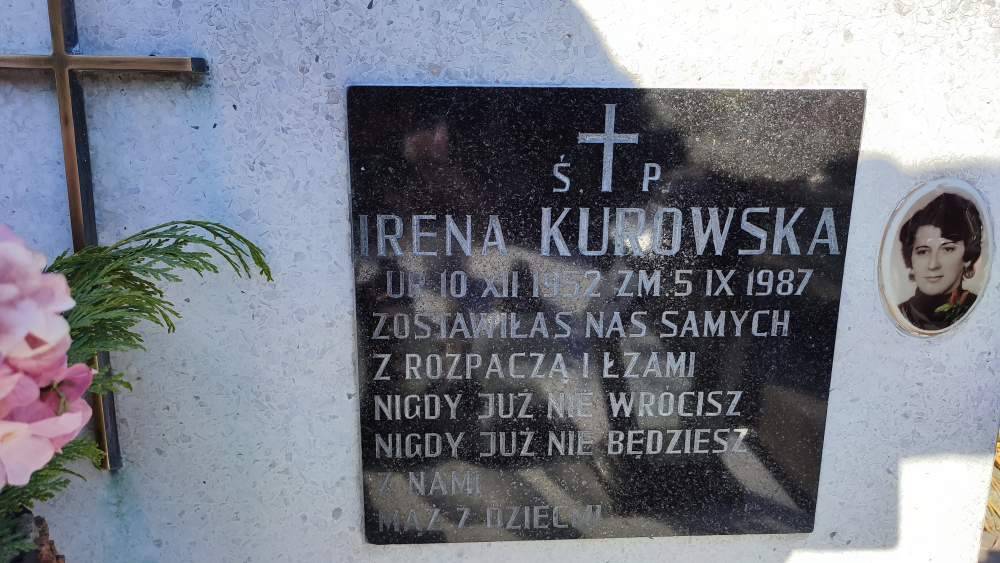 Ś. P.
IRENA KUROWSKA
UR 10 XII 1952 ZM 5 IX 1987
ZOSTAWIŁAS NAS SAMYCH
Z ROZPACZĄ I ŁZAMI
NIGDY JUŻ NIE WRÓCISZ
NIGDY JUŻ NIE BĘDZIESZ
Z NAMI
MĄŻ Z DZIEĆMI